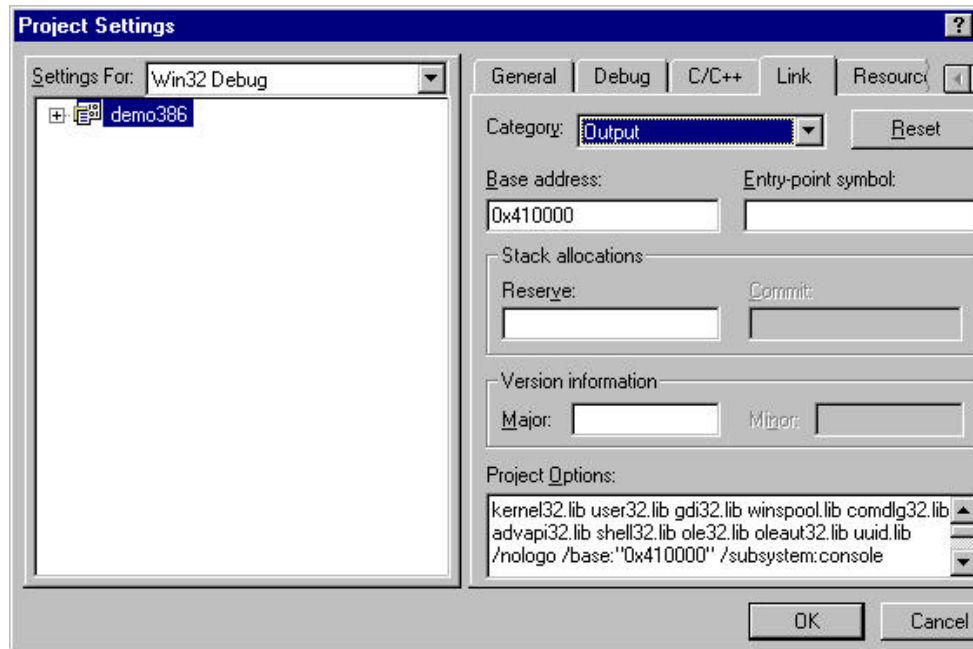 Project Settings
?
Settings For: Win32 Debug
demo386
General Debug C/C++ Link
Category: Output Reset
Base address: Entry-point symbol:
0x410000
Stack allocations
Reserve: Commit:
Version information
Major: Minor:
Project Options:
kernel32.lib user32.lib gdi32.lib winspool.lib comdlg32.lib
advapi32.lib shell32.lib ole32.lib oleaut32.lib uuid.lib
/nologo /base:"0x410000" /subsystem:console
OK Cancel